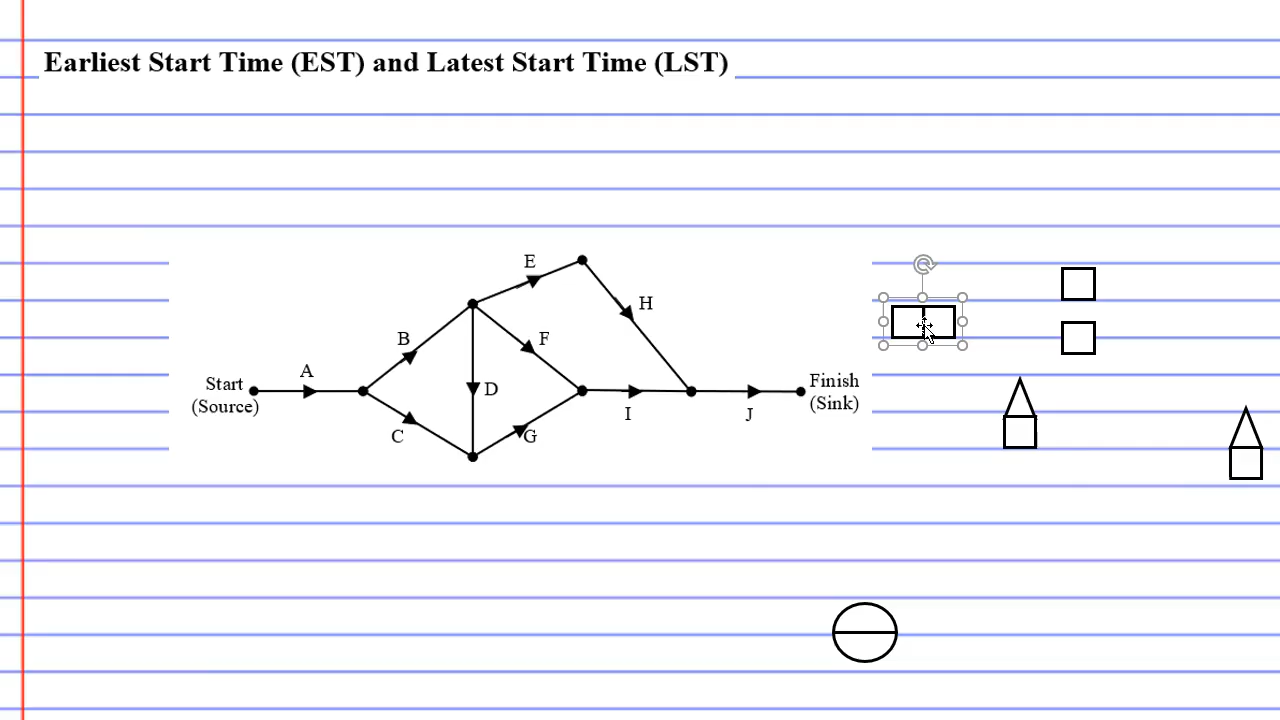 Earliest Start Time (EST) and Latest Start Time (LST)
E
H
B
F
A
Start
(Source)
D
Finish
(Sink)
I
J
C
G